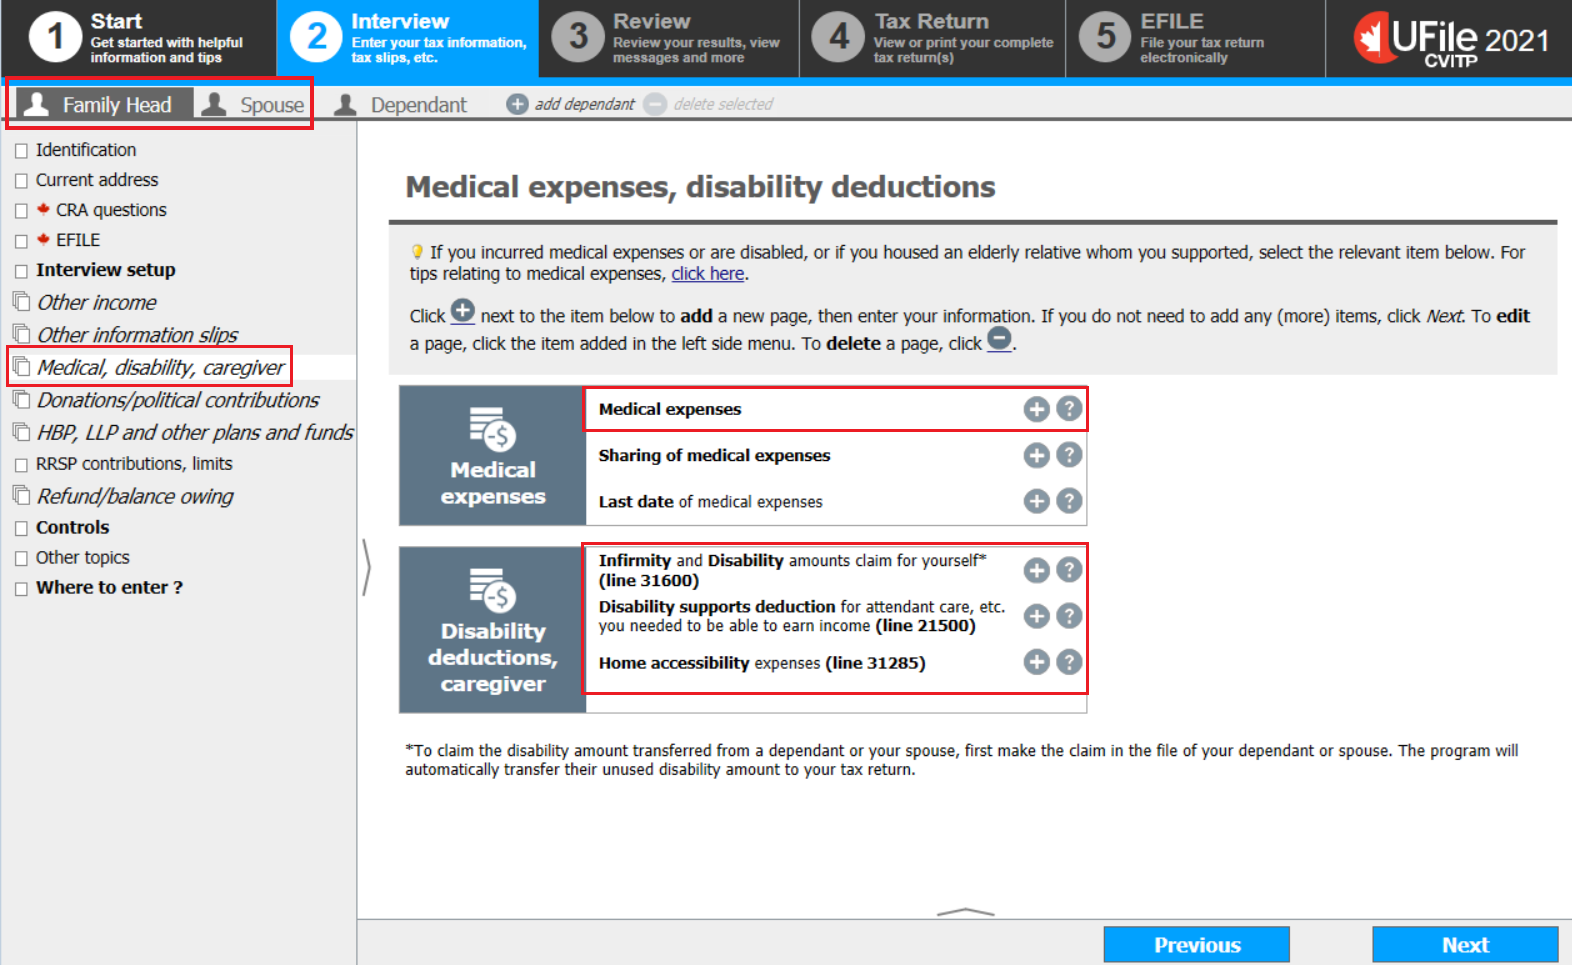 1 Start
Get started with helpful
information and tips
2 Interview
Enter your tax information,
tax slips, etc.
3 Review
Review your results, view
messages and more
4 Tax Return
View or print your complete
tax return(s)
5 EFILE
File your tax return
electronically
UFile 2021
CVITP
Family Head Spouse Dependant + add dependant − delete selected
Identification
Current address
CRA questions
EFILE
Interview setup
Other income
Other information slips
Medical, disability, caregiver
Donations/political contributions
HBP, LLP and other plans and funds
RRSP contributions, limits
Refund/balance owing
Controls
Other topics
Where to enter ?
Medical expenses, disability deductions
If you incurred medical expenses or are disabled, or if you housed an elderly relative whom you supported, select the relevant item below. For
tips relating to medical expenses, click here.
Click + next to the item below to add a new page, then enter your information. If you do not need to add any (more) items, click Next. To edit
a page, click the item added in the left side menu. To delete a page, click −.
-$
Medical
expenses
Medical expenses + ?
Sharing of medical expenses + ?
Last date of medical expenses + ?
-$
Disability
deductions,
caregiver
Infirmity and Disability amounts claim for yourself*
(line 31600) + ?
Disability supports deduction for attendant care, etc.
you needed to be able to earn income (line 21500) + ?
Home accessibility expenses (line 31285) + ?
*To claim the disability amount transferred from a dependant or your spouse, first make the claim in the file of your dependant or spouse. The program will
automatically transfer their unused disability amount to your tax return.
Previous Next